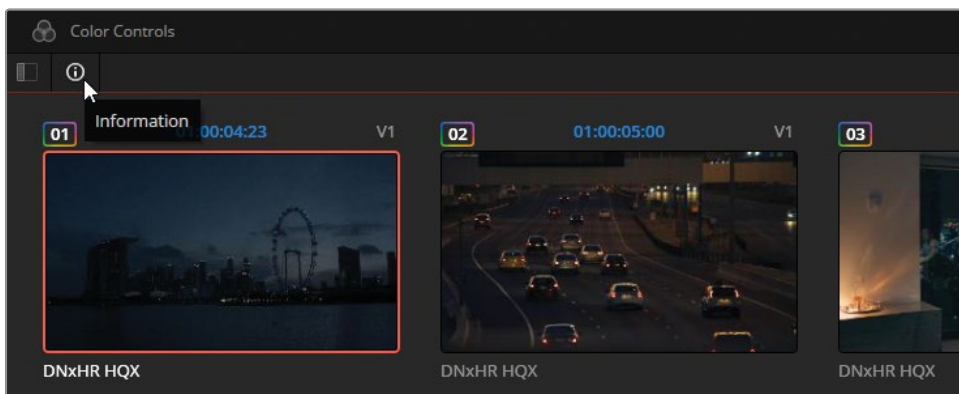 Color Controls
Information
01 01:00:04:23 V1 02 01:00:05:00 V1 03
DNxHR HQX DNxHR HQX DNxHR HQX